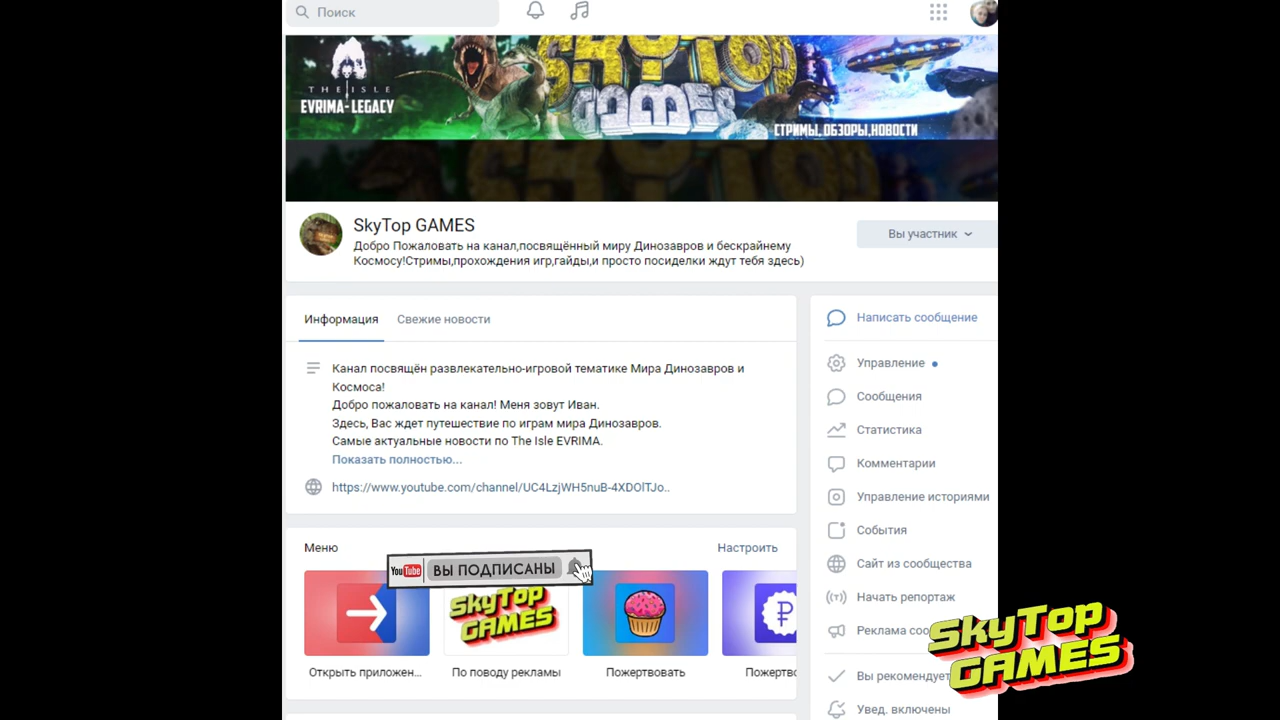 Поиск
THE ISLE
EVRIMA-LEGACY
SKYTOP
GAMES
СТРИМЫ, ОБЗОРЫ,НОВОСТИ
SkyTop GAMES
Добро Пожаловать на канал,посвящённый миру Динозавров и бескрайнему
Космосу!Стримы,прохождения игр,гайды,и просто посиделки ждут тебя здесь)
Вы участник
Информация
Свежие новости
Канал посвящён развлекательно-игровой тематике Мира Динозавров и
Космоса!
Добро пожаловать на канал! Меня зовут Иван.
Здесь, Вас ждет путешествие по играм мира Динозавров.
Самые актуальные новости по The Isle EVRIMA.
Показать полностью...
https://www.youtube.com/channel/UC4LzjWH5nuB-4XDOlTJo..
Меню
Настроить
YouTube
ВЫ ПОДПИСАНЫ
SkyTop
GAMES
Открыть приложен...
По поводу рекламы
Пожертвовать
Пожертво
Написать сообщение
Управление
Сообщения
Статистика
Комментарии
Управление историями
События
Сайт из сообщества
Начать репортаж
Реклама соо
Вы рекомендует
Увед. включены
SkyTop
GAMES